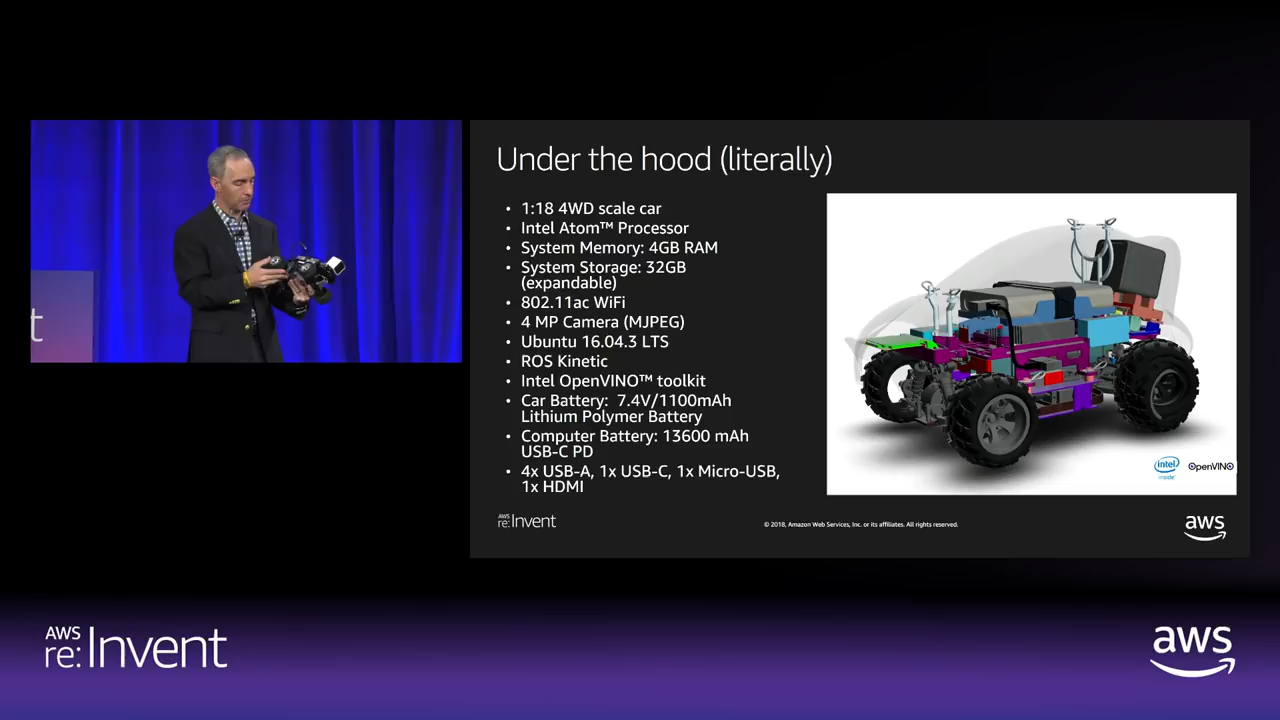 t
Under the hood (literally)
• 1:18 4WD scale car
• Intel Atom™ Processor
• System Memory: 4GB RAM
• System Storage: 32GB
(expandable)
• 802.11ac WiFi
• 4 MP Camera (MJPEG)
• Ubuntu 16.04.3 LTS
• ROS Kinetic
• Intel OpenVINO™ toolkit
• Car Battery: 7.4V/1100mAh
Lithium Polymer Battery
• Computer Battery: 13600 mAh
USB-C PD
• 4x USB-A, 1x USB-C, 1x Micro-USB,
1x HDMI
intel
inside
OpenVINO
AWS
re:Invent
© 2018, Amazon Web Services, Inc. or its affiliates. All rights reserved.
aws
AWS
re:Invent
aws